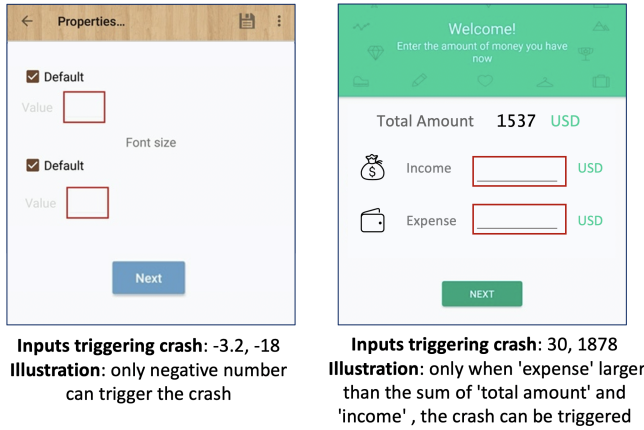 Properties...
Default
Value
Font size
Default
Value
Next
Inputs triggering crash: -3.2, -18
Illustration: only negative number
can trigger the crash
Welcome!
Enter the amount of money you have
now
Total Amount 1537 USD
Income USD
Expense USD
NEXT
Inputs triggering crash: 30, 1878
Illustration: only when 'expense' larger
than the sum of 'total amount' and
'income' , the crash can be triggered